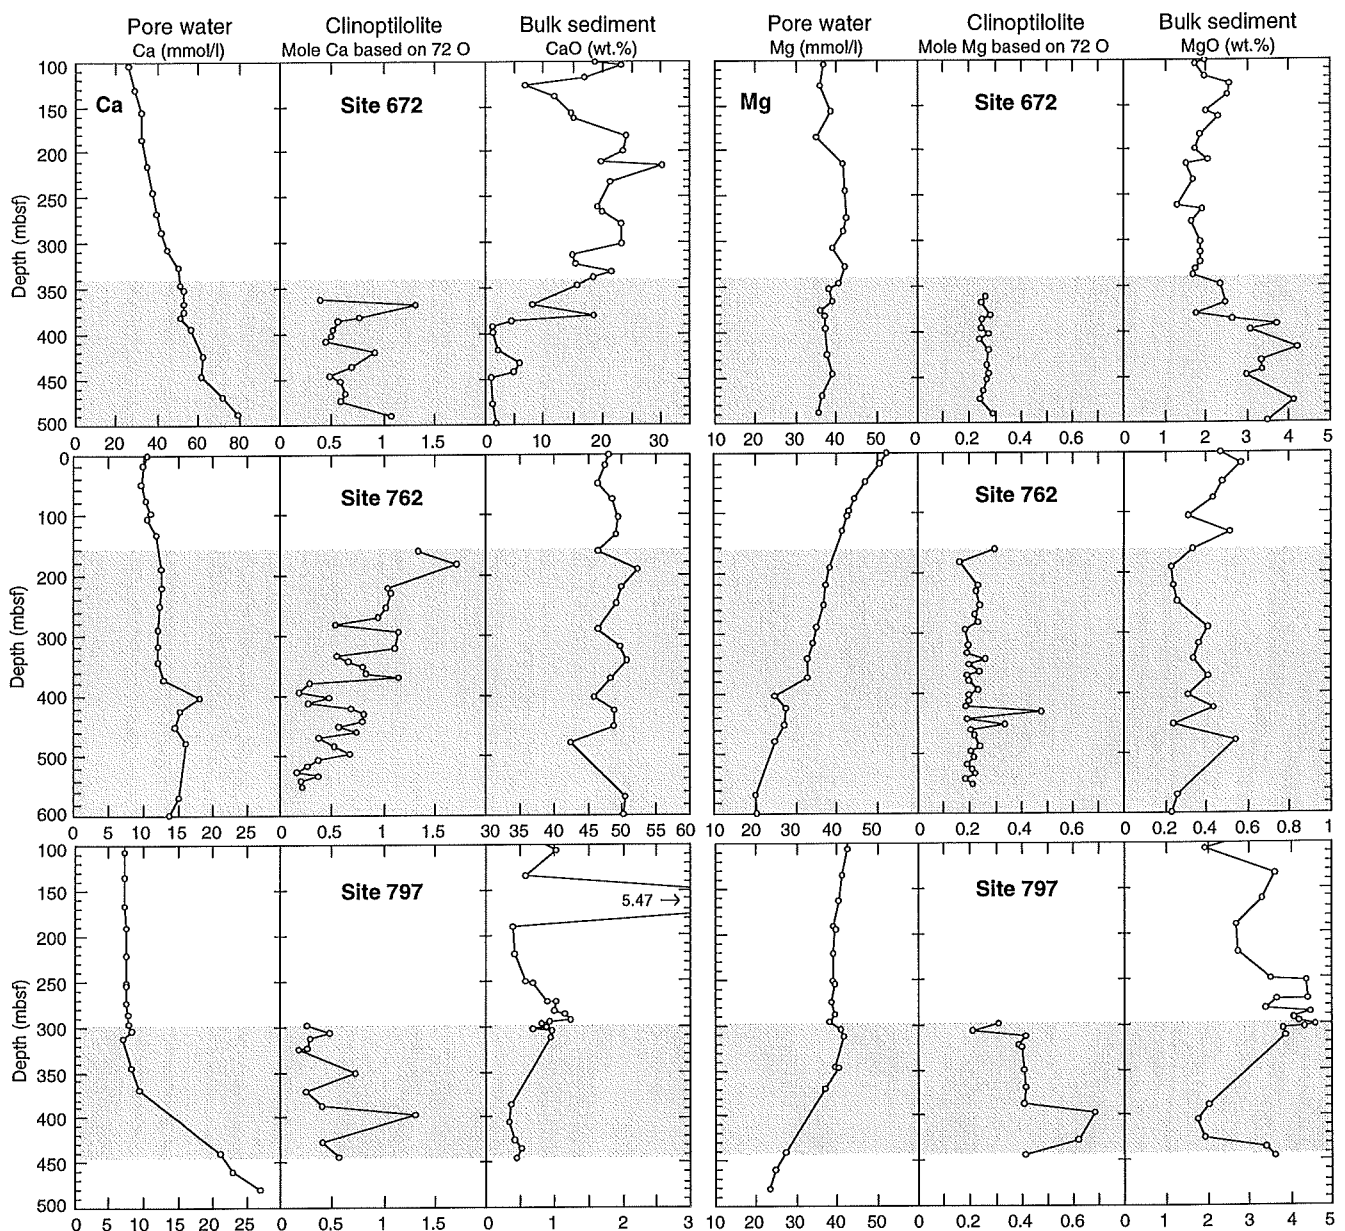 Pore water Clinoptilolite Bulk sediment Pore water Clinoptilolite Bulk sediment
Ca (mmol/l) Mole Ca based on 72 O CaO (wt.%) Mg (mmol/l) Mole Mg based on 72 O MgO (wt.%)
100
Ca Site 672 Mg Site 672
150
200
250
Depth (mbsf)
300
350
400
450
500
0 20 40 60 80 0 0.5 1 1.5 0 10 20 30 10 20 30 40 50 0 0.2 0.4 0.6 0 1 2 3 4 5
0
Site 762 Site 762
100
200
Depth (mbsf)
300
400
500
600
0 5 10 15 20 25 0 0.5 1 1.5 30 35 40 45 50 55 60 10 20 30 40 50 0 0.2 0.4 0.6 0 0.2 0.4 0.6 0.8 1
100
Site 797 Site 797
150
5.47 →
200
250
Depth (mbsf)
300
350
400
450
500
0 5 10 15 20 25 0 0.5 1 1.5 0 1 2 3 10 20 30 40 50 0 0.2 0.4 0.6 0 1 2 3 4 5